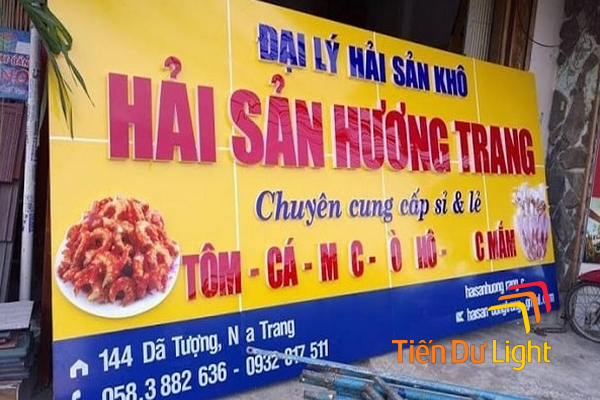 ĐẠI LÝ HẢI SẢN KHÔ
HẢI SẢN HƯƠNG TRANG
Chuyên cung cấp sỉ & lẻ
TÔM - CÁ - M C - Ò HÔ - C MẮM
144 Dã Tượng, N a Trang
058.3 882 636 - 0932 817 511
Tiến Dư Light